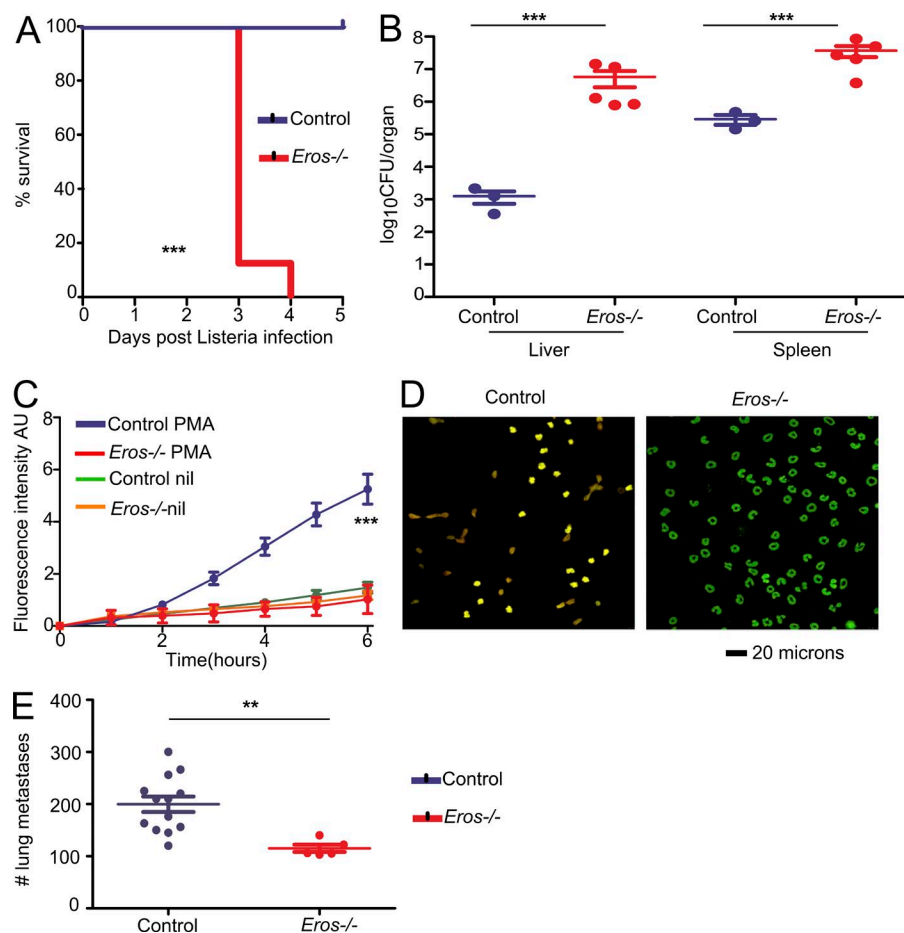 A
% survival
100
80
60
40
20
0
Control
Eros-/-
***
0 1 2 3 4 5
Days post Listeria infection
B
*** ***
log10CFU/organ
8
7
6
5
4
3
2
1
0
Control Eros-/- Control Eros-/-
Liver Spleen
C
Fluorescence intensity AU
8
6
4
2
0
Control PMA
Eros-/- PMA
Control nil
Eros-/-nil
***
0 2 4 6
Time(hours)
D
Control Eros-/-
20 microns
E
# lung metastases
400
300
200
100
0
**
Control
Eros-/-
Control Eros-/-